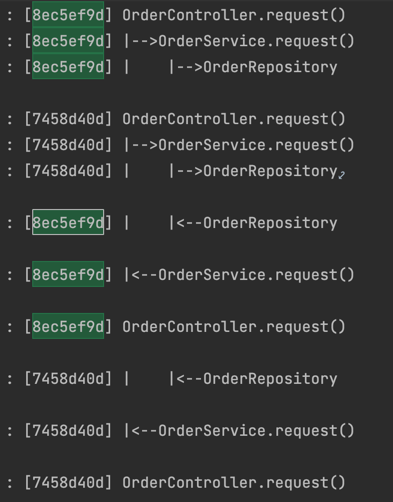 : [8ec5ef9d] OrderController.request()
: [8ec5ef9d] |-->OrderService.request()
: [8ec5ef9d] |    |-->OrderRepository
: [7458d40d] OrderController.request()
: [7458d40d] |-->OrderService.request()
: [7458d40d] |    |-->OrderRepository
: [8ec5ef9d] |    |<--OrderRepository
: [8ec5ef9d] |<--OrderService.request()
: [8ec5ef9d] OrderController.request()
: [7458d40d] |    |<--OrderRepository
: [7458d40d] |<--OrderService.request()
: [7458d40d] OrderController.request()